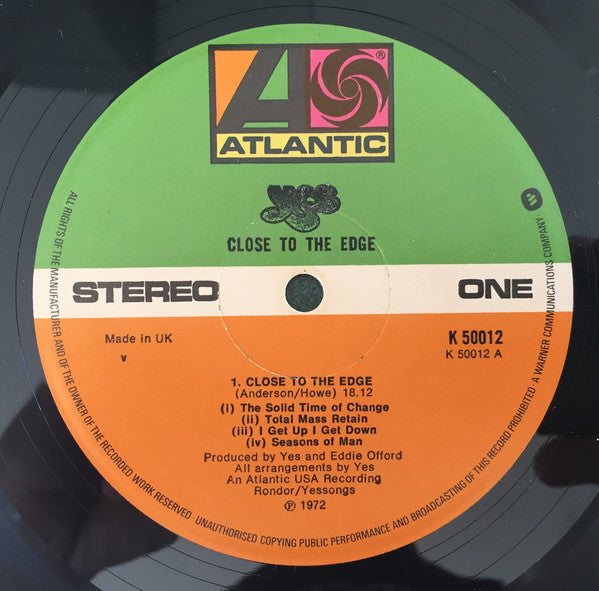 ATLANTIC
®
yes
CLOSE TO THE EDGE
STEREO
ONE
Made in UK
v
K 50012
K 50012 A
1. CLOSE TO THE EDGE
(Anderson/Howe) 18.12
(i) The Solid Time of Change
(ii) Total Mass Retain
(iii) I Get Up I Get Down
(iv) Seasons of Man
Produced by Yes and Eddie Offord
All arrangements by Yes
An Atlantic USA Recording
Rondor/Yessongs
℗ 1972
ALL RIGHTS OF THE MANUFACTURER AND OF THE OWNER OF THE RECORDED WORK RESERVED · UNAUTHORISED COPYING PUBLIC PERFORMANCE AND BROADCASTING OF THIS RECORD PROHIBITED A WARNER COMMUNICATIONS COMPANY